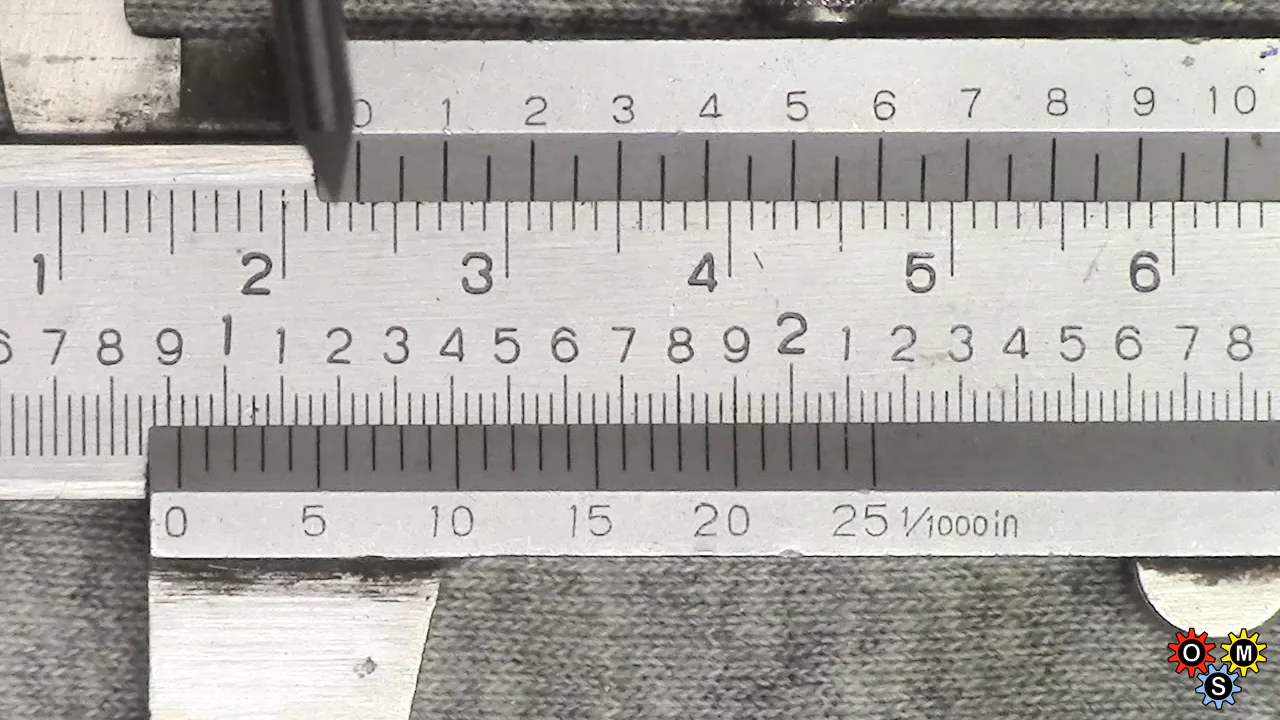 0 1 2 3 4 5 6 7 8 9 10
1 2 3 4 5 6
6 7 8 9 1 1 2 3 4 5 6 7 8 9 2 1 2 3 4 5 6 7 8
0 5 10 15 20 25 1/1000in
O M
S